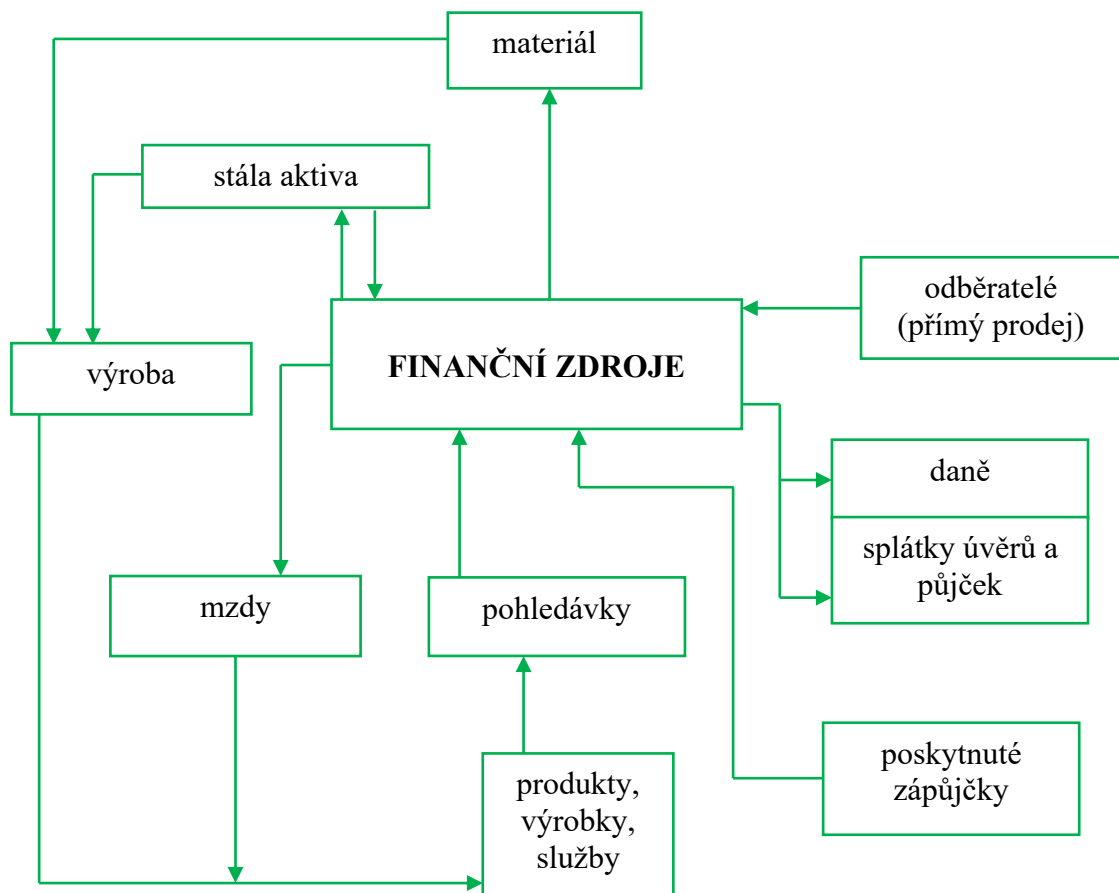 materiál
stála aktiva
odběratelé
(přímý prodej)
výroba
FINANČNÍ ZDROJE
daně
splátky úvěrů a
půjček
mzdy
pohledávky
poskytnuté
zápůjčky
produkty,
výrobky,
služby